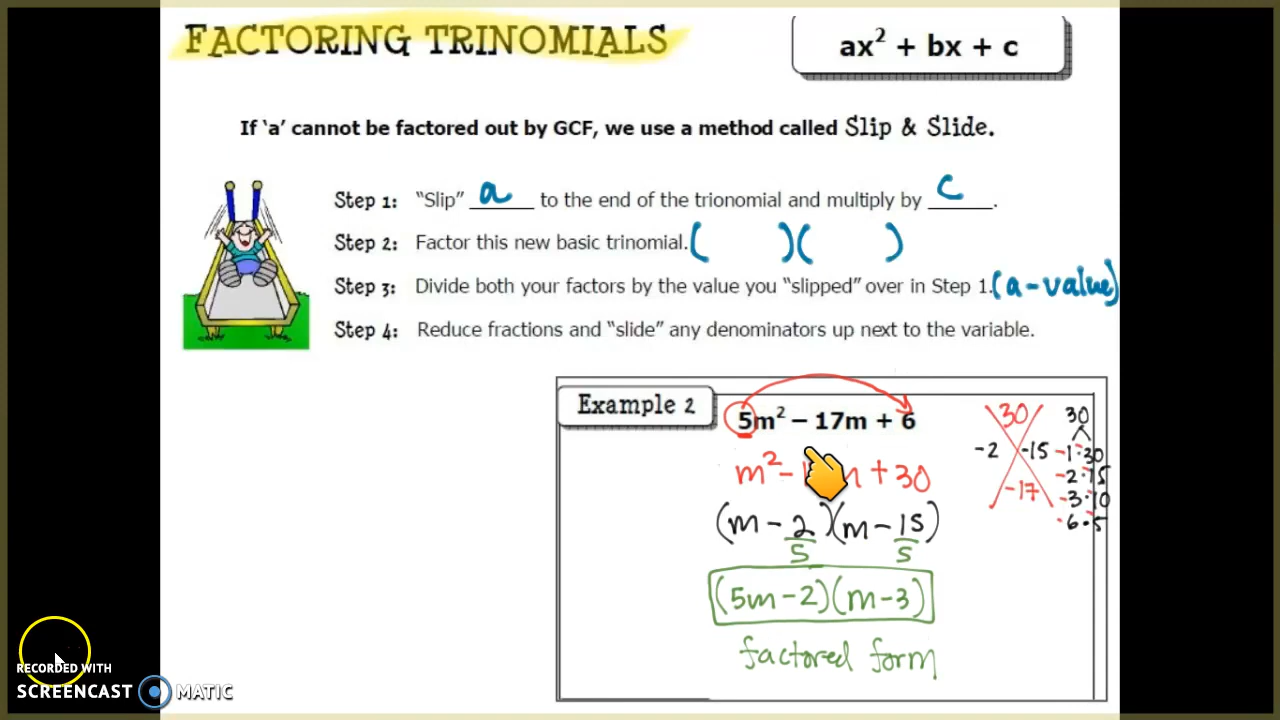 FACTORING TRINOMIALS
ax² + bx + c
If ‘a’ cannot be factored out by GCF, we use a method called Slip & Slide.
Step 1: “Slip” a to the end of the trionomial and multiply by c.
Step 2: Factor this new basic trinomial. (    )(    )
Step 3: Divide both your factors by the value you “slipped” over in Step 1. (a-value)
Step 4: Reduce fractions and “slide” any denominators up next to the variable.
Example 2
5m² – 17m + 6
m² - 1 m + 30
(m - 2/5)(m - 15/5)
(5m - 2)(m - 3)
factored form
30
-2 -15
-17
30
-1·-30
-2·-15
-3·-10
-6·-5
RECORDED WITH
SCREENCAST MATIC